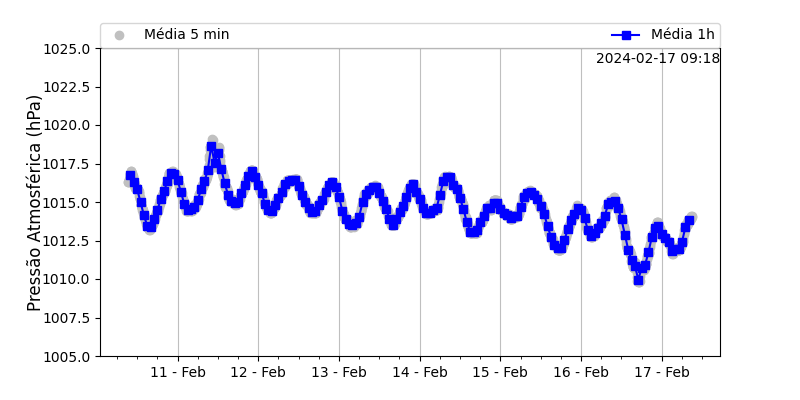 Média 5 min
Média 1h
2024-02-17 09:18
Pressão Atmosférica (hPa)
1025.0
1022.5
1020.0
1017.5
1015.0
1012.5
1010.0
1007.5
1005.0
11 - Feb
12 - Feb
13 - Feb
14 - Feb
15 - Feb
16 - Feb
17 - Feb